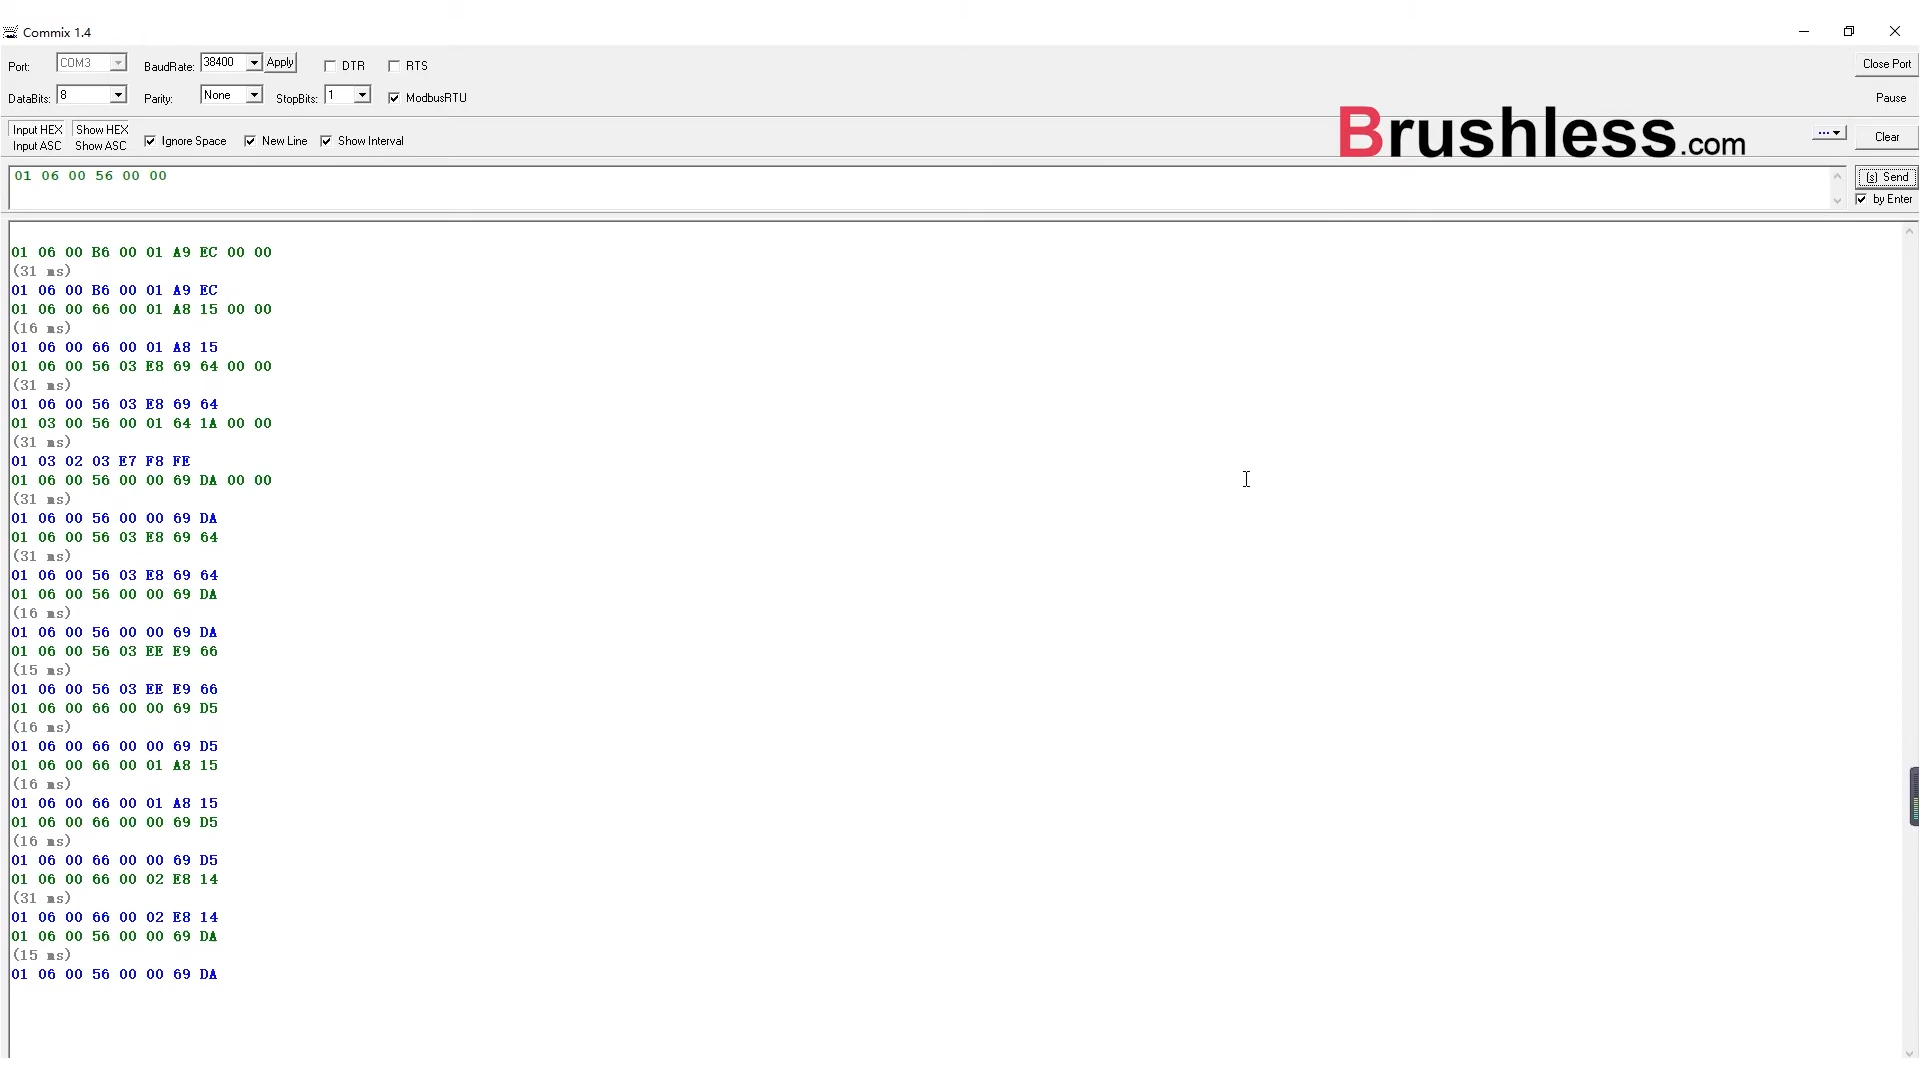 Commix 1.4
Port: COM3 BaudRate: 38400 Apply DTR RTS Close Port
DataBits: 8 Parity: None StopBits: 1 ModbusRTU Pause
Brushless.com
Input HEX Show HEX
Input ASC Show ASC Ignore Space New Line Show Interval ... Clear
01 06 00 56 00 00 [s] Send
by Enter
01 06 00 B6 00 01 A9 EC 00 00
(31 ms)
01 06 00 B6 00 01 A9 EC
01 06 00 66 00 01 A8 15 00 00
(16 ms)
01 06 00 66 00 01 A8 15
01 06 00 56 03 E8 69 64 00 00
(31 ms)
01 06 00 56 03 E8 69 64
01 03 00 56 00 01 64 1A 00 00
(31 ms)
01 03 02 03 E7 F8 FE
01 06 00 56 00 00 69 DA 00 00
(31 ms)
01 06 00 56 00 00 69 DA
01 06 00 56 03 E8 69 64
(31 ms)
01 06 00 56 03 E8 69 64
01 06 00 56 00 00 69 DA
(16 ms)
01 06 00 56 00 00 69 DA
01 06 00 56 03 EE E9 66
(15 ms)
01 06 00 56 03 EE E9 66
01 06 00 66 00 00 69 D5
(16 ms)
01 06 00 66 00 00 69 D5
01 06 00 66 00 01 A8 15
(16 ms)
01 06 00 66 00 01 A8 15
01 06 00 66 00 00 69 D5
(16 ms)
01 06 00 66 00 00 69 D5
01 06 00 66 00 02 E8 14
(31 ms)
01 06 00 66 00 02 E8 14
01 06 00 56 00 00 69 DA
(15 ms)
01 06 00 56 00 00 69 DA